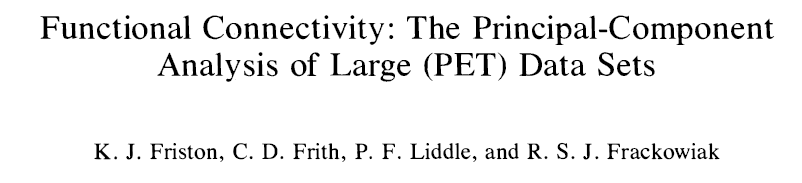 Functional Connectivity: The Principal-Component
Analysis of Large (PET) Data Sets
K. J. Friston, C. D. Frith, P. F. Liddle, and R. S. J. Frackowiak